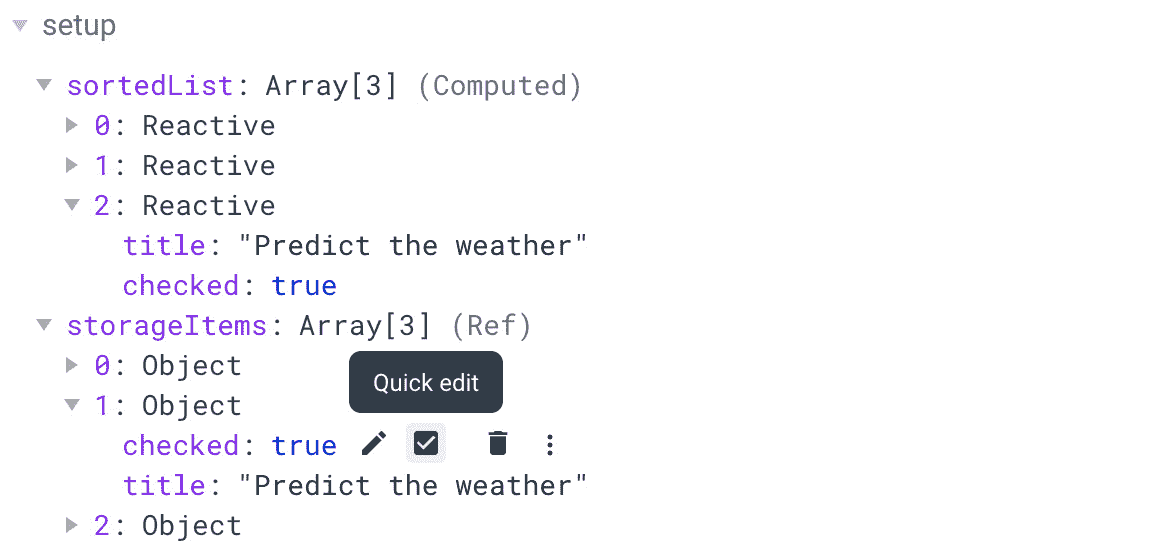 setup
sortedList: Array[3] (Computed)
0: Reactive
1: Reactive
2: Reactive
title: "Predict the weather"
checked: true
storageItems: Array[3] (Ref)
0: Object
Quick edit
1: Object
checked: true
title: "Predict the weather"
2: Object